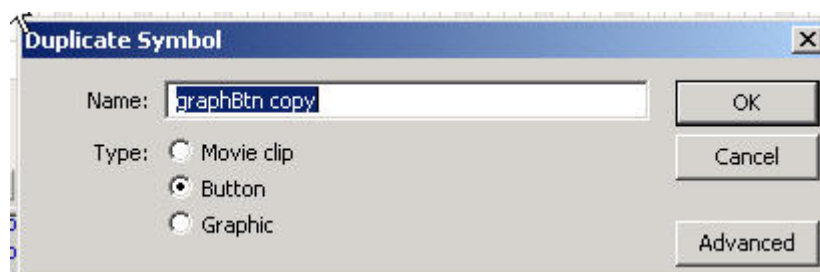 Duplicate Symbol
Name: graphBtn copy
OK
Type: Movie clip
Cancel
Button
Graphic
Advanced